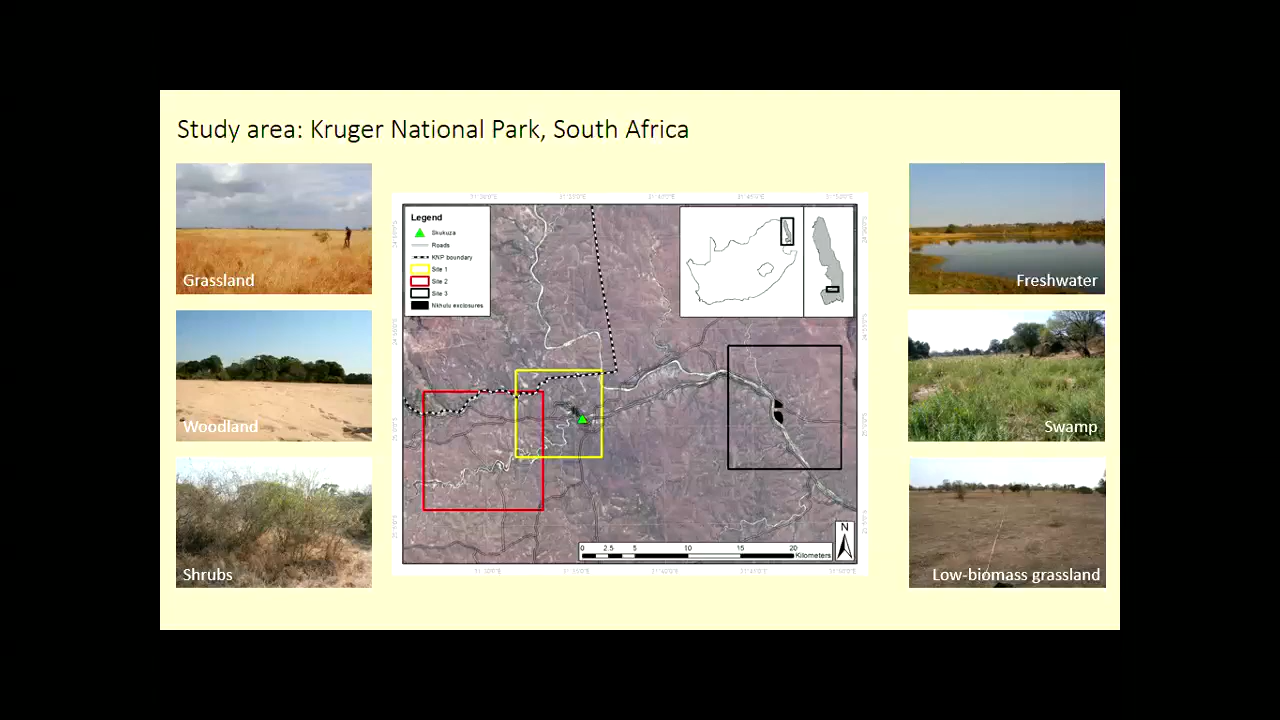 Study area: Kruger National Park, South Africa
Grassland
Woodland
Shrubs
Legend
Skukuza
Roads
KNP boundary
Site 1
Site 2
Site 3
Nkhulu exclosures
N
0 2.5 5 10 15 20
Kilometers
Freshwater
Swamp
Low-biomass grassland